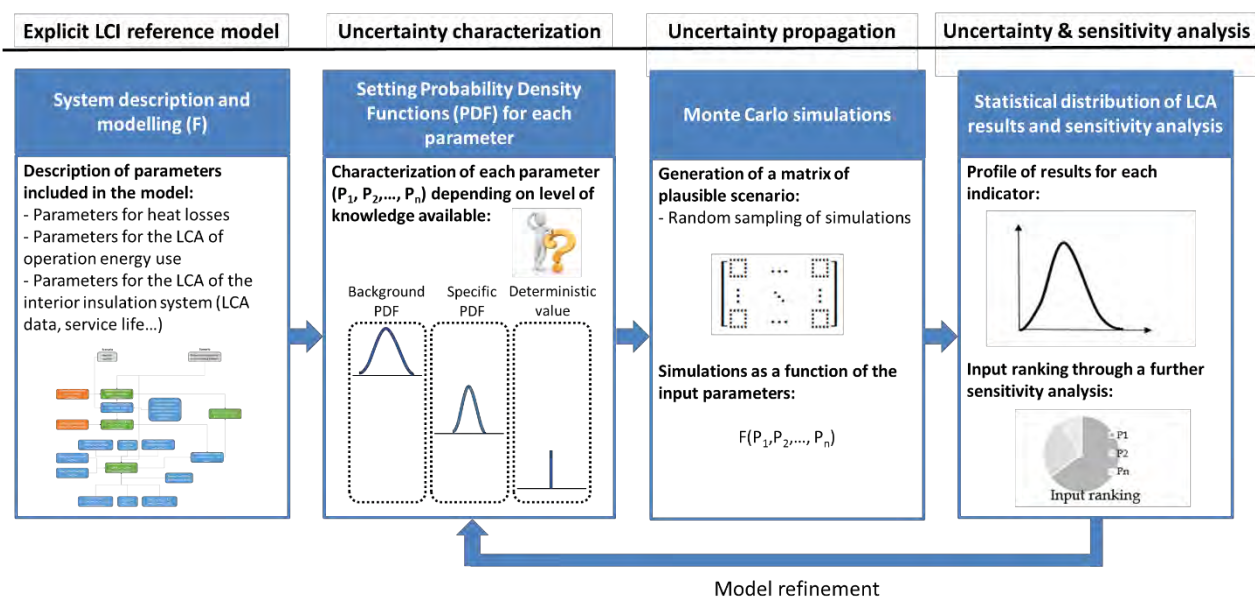 Explicit LCI reference model
Uncertainty characterization
Uncertainty propagation
Uncertainty & sensitivity analysis
System description and
modelling (F)
Description of parameters
included in the model:
- Parameters for heat losses
- Parameters for the LCA of
operation energy use
- Parameters for the LCA of the
interior insulation system (LCA
data, service life...)
Setting Probability Density
Functions (PDF) for each
parameter
Characterization of each parameter
(P1, P2,..., Pn) depending on level of
knowledge available:
Background
PDF
Specific
PDF
Deterministic
value
Monte Carlo simulations
Generation of a matrix of
plausible scenario:
- Random sampling of simulations
Simulations as a function of the
input parameters:
F(P1,P2,..., Pn)
Statistical distribution of LCA
results and sensitivity analysis
Profile of results for each
indicator:
Input ranking through a further
sensitivity analysis:
P1
P2
Pn
Input ranking
Model refinement